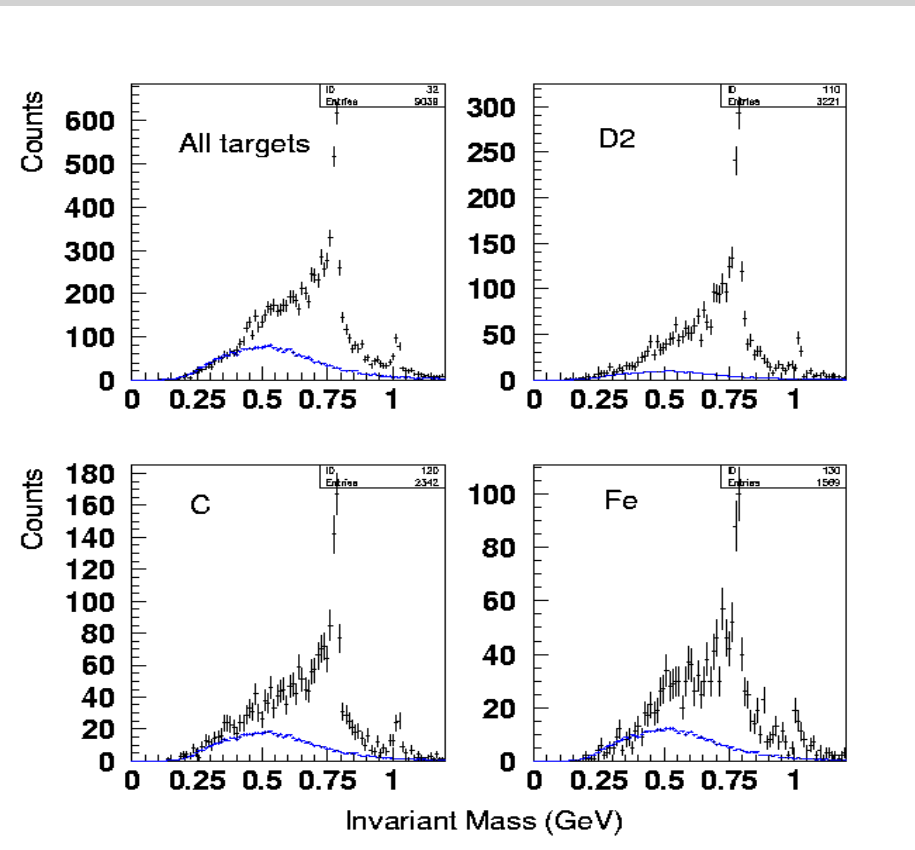 Counts
ID 32
Entries 9039
All targets
600
500
400
300
200
100
0
0 0.25 0.5 0.75 1
ID 110
Entries 3221
D2
300
250
200
150
100
50
0
0 0.25 0.5 0.75 1
Counts
ID 120
Entries 2342
C
180
160
140
120
100
80
60
40
20
0
0 0.25 0.5 0.75 1
ID 130
Entries 1569
Fe
100
80
60
40
20
0
0 0.25 0.5 0.75 1
Invariant Mass (GeV)